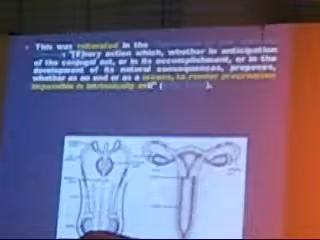 This was reiterated in the
"[E]very action which, whether in anticipation
of the conjugal act, or in its accomplishment, or in the
development of its natural consequences, proposes,
whether as an end or as a means, to render procreation
impossible is intrinsically evil" (
).